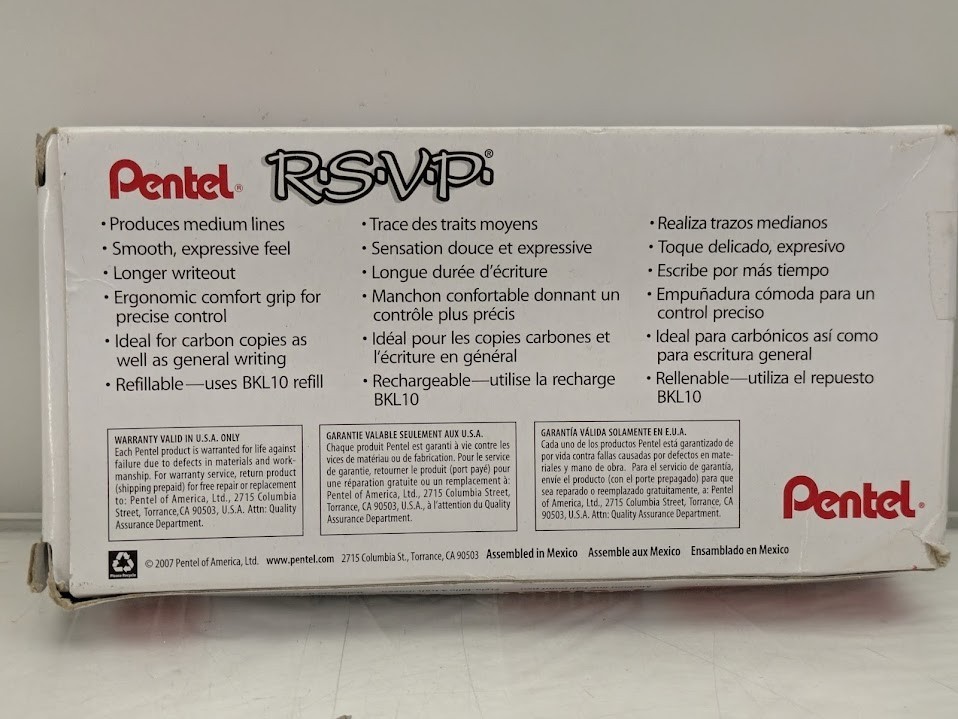 Pentel® R.S.V.P.®
• Produces medium lines
• Smooth, expressive feel
• Longer writeout
• Ergonomic comfort grip for
precise control
• Ideal for carbon copies as
well as general writing
• Refillable—uses BKL10 refill
• Trace des traits moyens
• Sensation douce et expressive
• Longue durée d'écriture
• Manchon confortable donnant un
contrôle plus précis
• Idéal pour les copies carbones et
l'écriture en général
• Rechargeable—utilise la recharge
BKL10
• Realiza trazos medianos
• Toque delicado, expresivo
• Escribe por más tiempo
• Empuñadura cómoda para un
control preciso
• Ideal para carbónicos así como
para escritura general
• Rellenable—utiliza el repuesto
BKL10
WARRANTY VALID IN U.S.A. ONLY
Each Pentel product is warranted for life against
failure due to defects in materials and work-
manship. For warranty service, return product
(shipping prepaid) for free repair or replacement
to: Pentel of America, Ltd., 2715 Columbia
Street, Torrance,CA 90503, U.S.A. Attn: Quality
Assurance Department.
GARANTIE VALABLE SEULEMENT AUX U.S.A.
Chaque produit Pentel est garanti à vie contre les
vices de matériau ou de fabrication. Pour le service
de garantie, retourner le produit (port payé) pour
une réparation gratuite ou un remplacement à:
Pentel of America, Ltd., 2715 Columbia Street,
Torrance, CA 90503, U.S.A., à l'attention du Quality
Assurance Department.
GARANTÍA VÁLIDA SOLAMENTE EN E.U.A.
Cada uno de los productos Pentel está garantizado de
por vida contra fallas causadas por defectos en mate-
riales y mano de obra. Para el servicio de garantía,
envíe el producto (con el porte prepagado) para que
sea reparado o reemplazado gratuitamente, a: Pentel
of America, Ltd., 2715 Columbia Street, Torrance, CA
90503, U.S.A. Attn: Quality Assurance Department.
Pentel®
Please Recycle
© 2007 Pentel of America, Ltd. www.pentel.com 2715 Columbia St., Torrance, CA 90503 Assembled in Mexico Assemble aux Mexico Ensamblado en Mexico